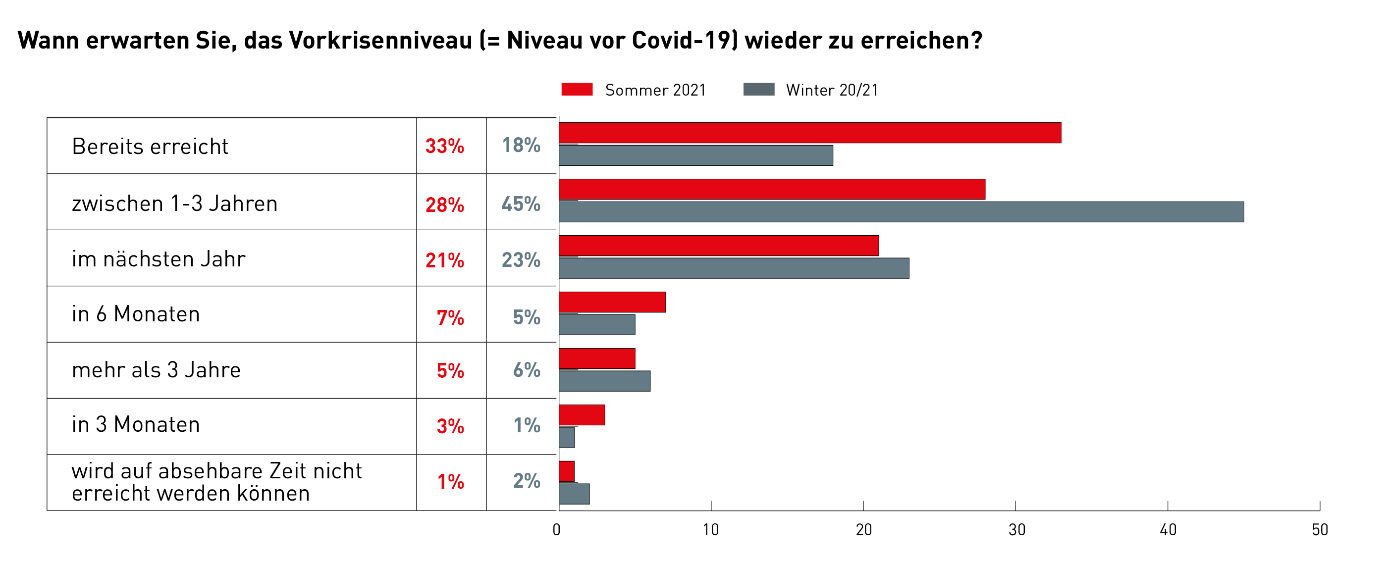 Wann erwarten Sie, das Vorkrisenniveau (= Niveau vor Covid-19) wieder zu erreichen?
Sommer 2021 Winter 20/21
Bereits erreicht 33% 18%
zwischen 1-3 Jahren 28% 45%
im nächsten Jahr 21% 23%
in 6 Monaten 7% 5%
mehr als 3 Jahre 5% 6%
in 3 Monaten 3% 1%
wird auf absehbare Zeit nicht
erreicht werden können 1% 2%
0 10 20 30 40 50